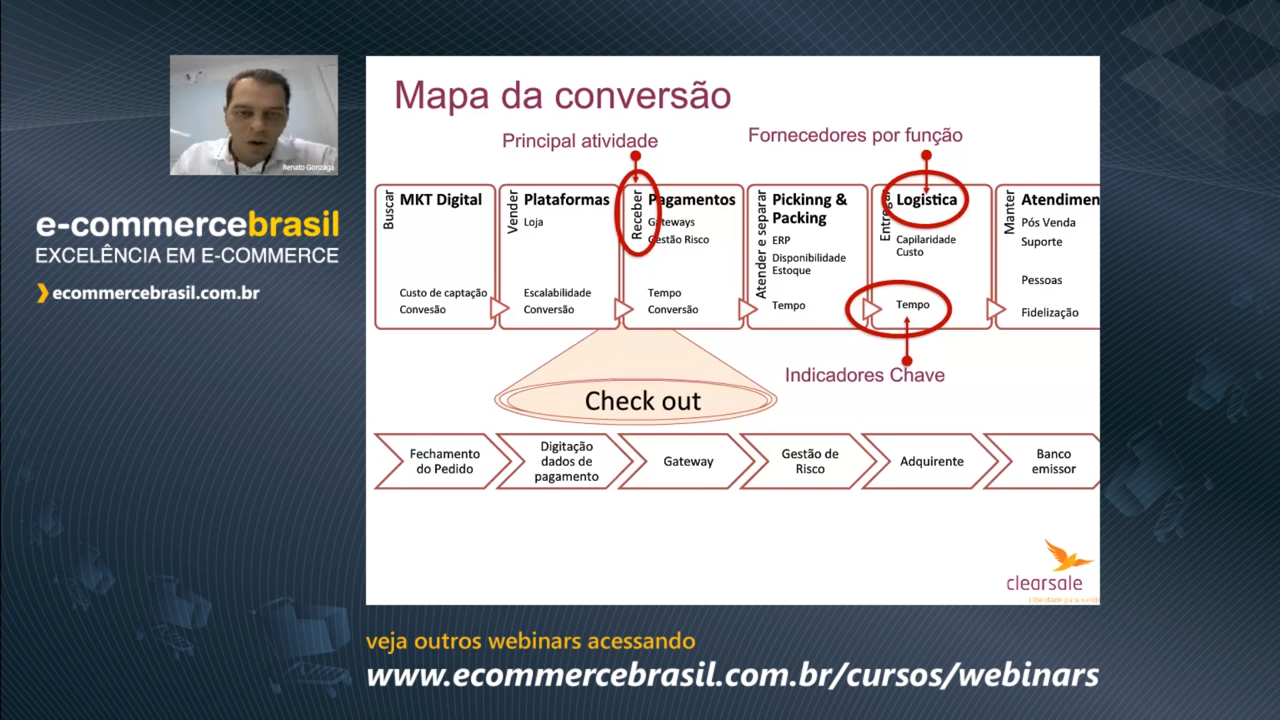 Renato Gonzaga
e-commercebrasil
EXCELÊNCIA EM E-COMMERCE
ecommercebrasil.com.br
Mapa da conversão
Principal atividade
Fornecedores por função
Buscar
MKT Digital
Custo de captação
Convesão
Vender
Plataformas
Loja
Escalabilidade
Conversão
Receber
Pagamentos
Gateways
Gestão Risco
Tempo
Conversão
Atender e separar
Pickinng &
Packing
ERP
Disponibilidade
Estoque
Tempo
Entregar
Logística
Capilaridade
Custo
Tempo
Manter
Atendimen
Pós Venda
Suporte
Pessoas
Fidelização
Indicadores Chave
Check out
Fechamento
do Pedido
Digitação
dados de
pagamento
Gateway
Gestão de
Risco
Adquirente
Banco
emissor
clearsale
veja outros webinars acessando
www.ecommercebrasil.com.br/cursos/webinars